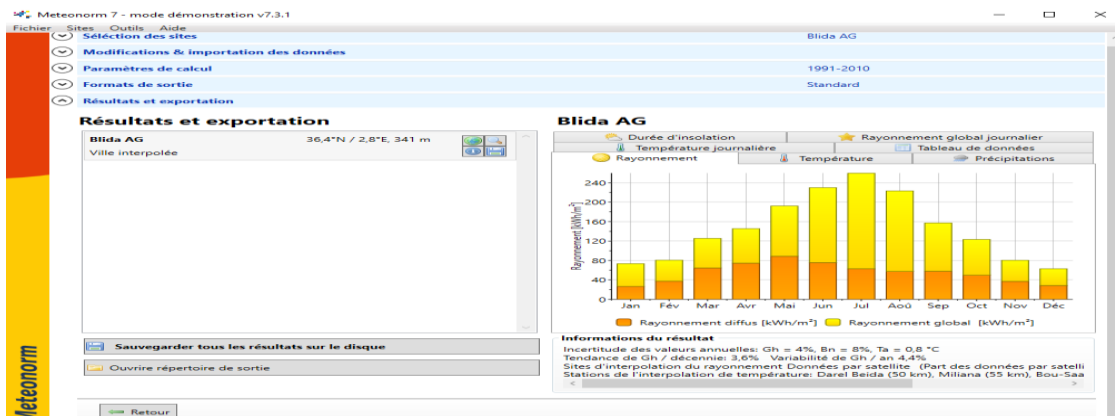 Meteonorm 7 - mode démonstration v7.3.1
Fichier Sites Outils Aide
Séléction des sites Blida AG
Modifications & importation des données
Paramètres de calcul 1991-2010
Formats de sortie Standard
Résultats et exportation
Résultats et exportation
Blida AG 36,4°N / 2,8°E, 341 m
Ville interpolée
Sauvegarder tous les résultats sur le disque
Ouvrire répertoire de sortie
Retour
Meteonorm
Blida AG
Durée d'insolation Rayonnement global journalier
Température journalière Tableau de données
Rayonnement Température Précipitations
Rayonnement [kWh/m²]
240
200
160
120
80
40
0
Jan Fév Mar Avr Mai Jun Jul Aoû Sep Oct Nov Déc
Rayonnement diffus [kWh/m²] Rayonnement global [kWh/m²]
Informations du résultat
Incertitude des valeurs annuelles: Gh = 4%, Bn = 8%, Ta = 0,8 °C
Tendance de Gh / décennie: 3,6% Variabilité de Gh / an 4,4%
Sites d'interpolation du rayonnement Données par satellite (Part des données par satelli
Stations de l'interpolation de température: Darel Beida (50 km), Miliana (55 km), Bou-Saa